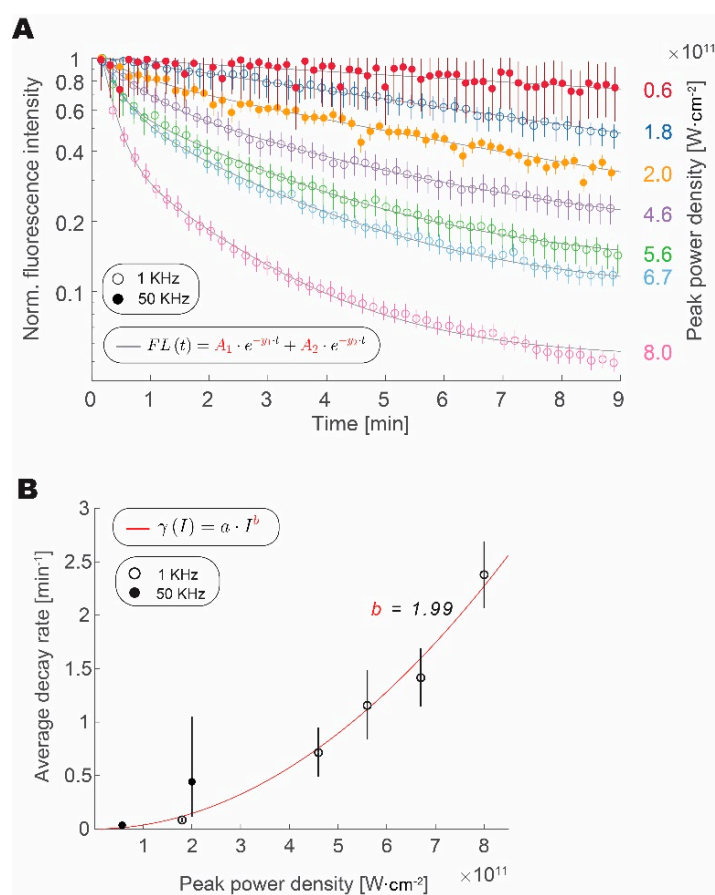 A
×10¹¹
Norm. fluorescence intensity
1
0.8
0.6
0.4
0.2
0.1
0.6
1.8
2.0
4.6
5.6
6.7
8.0
Peak power density [W·cm⁻²]
1 KHz
50 KHz
FL (t) = A₁ · e^{-γ₁·t} + A₂ · e^{-γ₂·t}
0 1 2 3 4 5 6 7 8 9
Time [min]
B
Average decay rate [min⁻¹]
3
2.5
2
1.5
1
0.5
0
γ (I) = a · Iᵇ
1 KHz
50 KHz
b = 1.99
1 2 3 4 5 6 7 8
×10¹¹
Peak power density [W·cm⁻²]